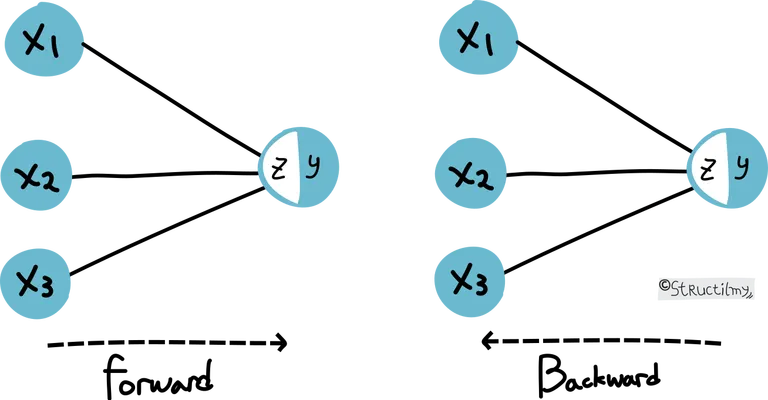 x1
x2
x3
z y
forward
x1
x2
x3
z y
©Structilmy
Backward